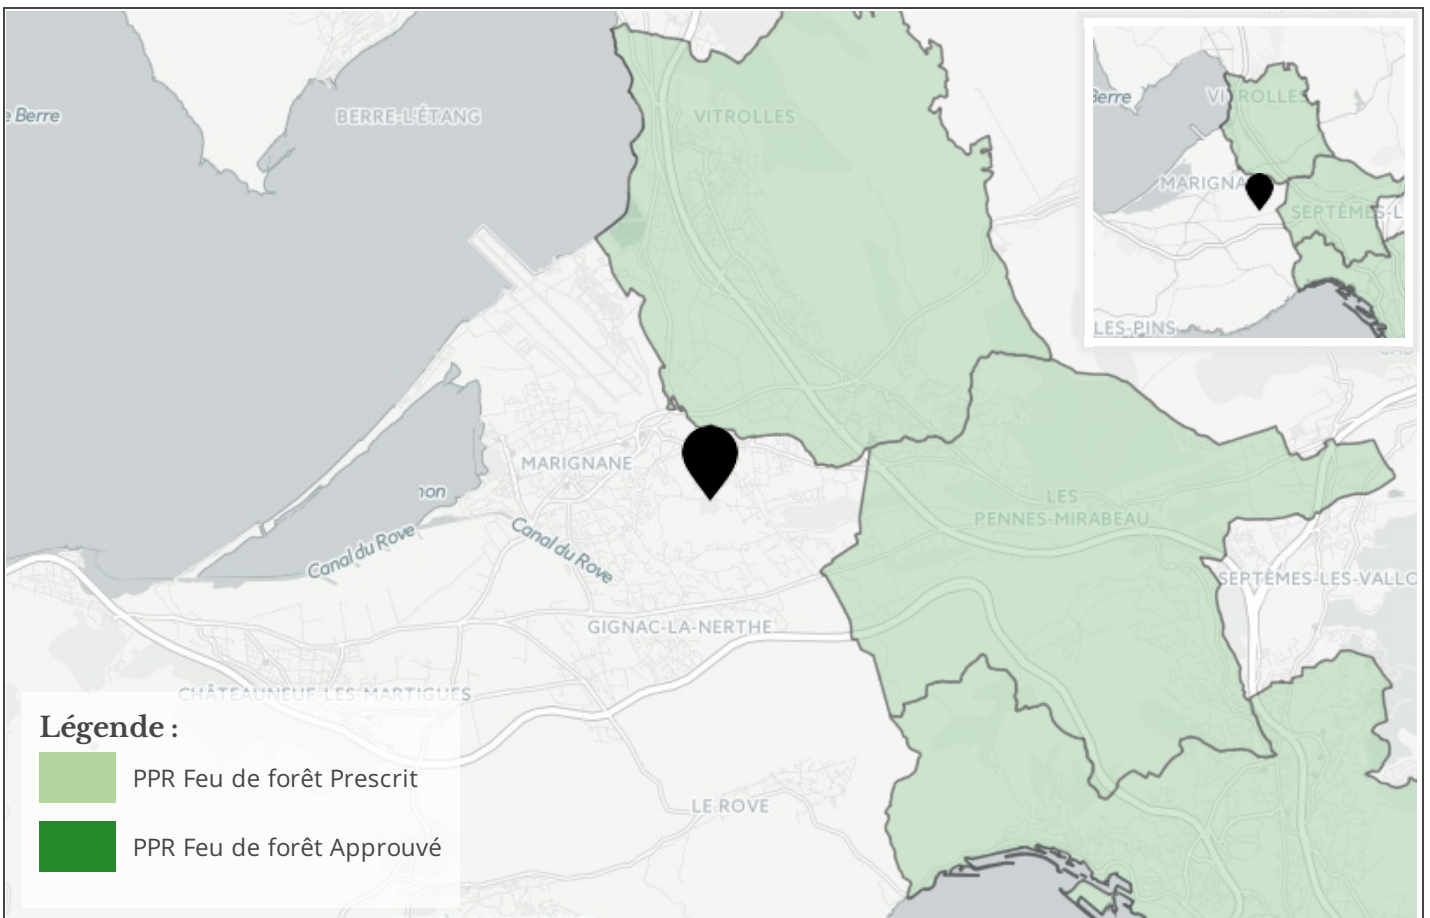 e Berre
BERRE-L'ÉTANG
VITROLLES
Berre
VITROLLES
MARIGNA
SEPTÈMES-L
LES-PINS
MARIGNANE
non
Canal du Rove
Canal du Rove
LES
PENNES-MIRABEAU
SEPTÈMES-LES-VALLO
GIGNAC-LA-NERTHE
CHÂTEAUNEUF-LES-MARTIGUES
LE ROVE
Légende :
PPR Feu de forêt Prescrit
PPR Feu de forêt Approuvé